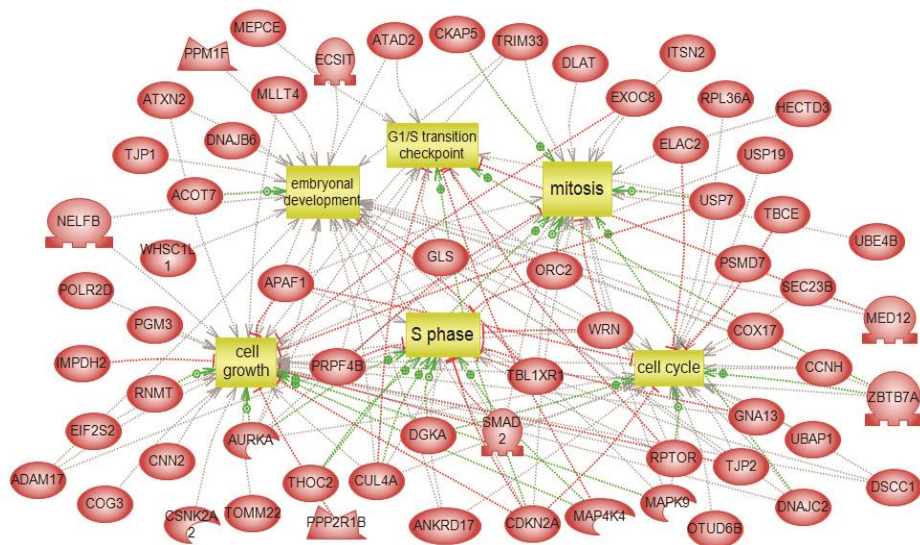 MEPCE
CKAP5
ATAD2
TRIM33
PPM1F
ECSIT
ITSN2
DLAT
MLLT4
EXOC8
RPL36A
ATXN2
HECTD3
DNAJB6
G1/S transition
checkpoint
ELAC2
TJP1
USP19
embryonal
development
mitosis
ACOT7
USP7
TBCE
NELFB
WHSC1L
1
UBE4B
GLS
PSMD7
APAF1
ORC2
SEC23B
POLR2D
MED12
PGM3
S phase
WRN
COX17
cell
growth
IMPDH2
PRPF4B
TBL1XR1
cell cycle
CCNH
RNMT
ZBTB7A
EIF2S2
GNA13
AURKA
DGKA
SMAD
2
UBAP1
CNN2
RPTOR
TJP2
ADAM17
THOC2
CUL4A
DSCC1
COG3
MAPK9
DNAJC2
CSNK2A
2
TOMM22
PPP2R1B
ANKRD17
CDKN2A
MAP4K4
OTUD6B